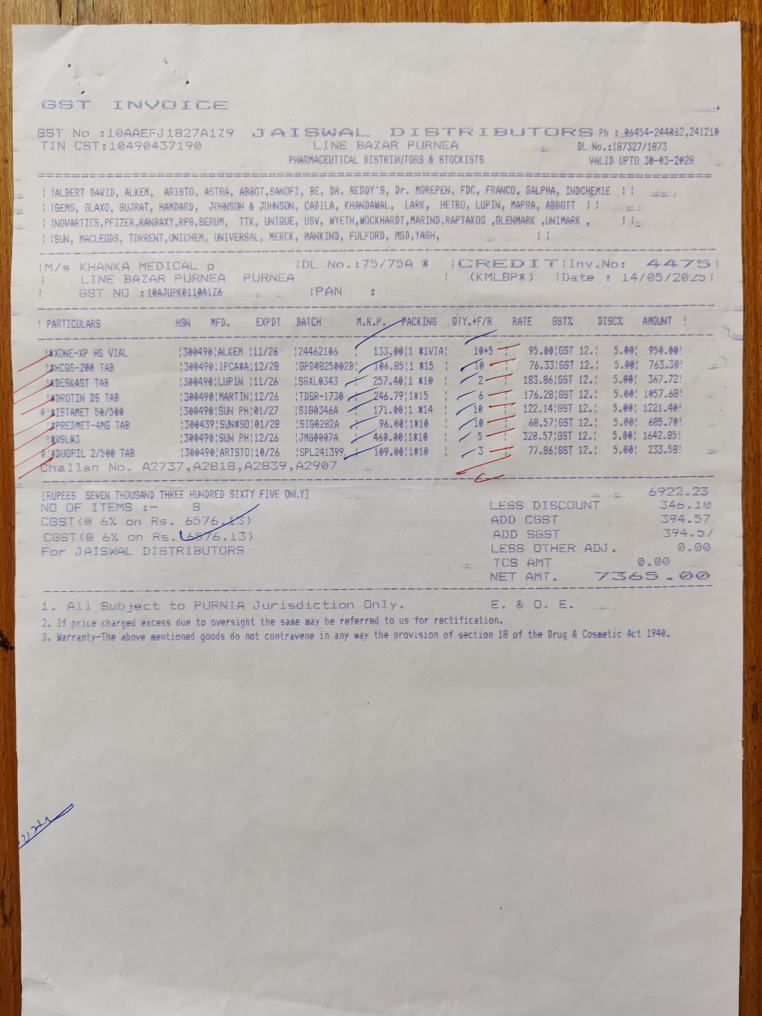 GST INVOICE
GST No :10AAEFJ1827A1Z9 JAISWAL DISTRIBUTORS Ph : 06454-244062,241210
TIN CST:10490437190 LINE BAZAR PURNEA DL No.:187327/1873
PHARMACEUTICAL DISTRIBUTORS & STOCKISTS VALID UPTO 30-03-2028
! !ALBERT DAVID, ALKEM, ARISTO, ASTRA, ABBOT,SANOFI, BE, DR. REDDY'S, Dr. MOREPEN, FDC, FRANCO, GALPHA, INDCHEMIE ! !
! !GEMS, GLAXO, GUJRAT, HAMDARD, JOHNSON & JOHNSON, CADILA, KHANDAWAL, LARK, HETRO, LUPIN, MAPRA, ABBOTT ! !
! !NOVARTIES,PFIZER,RANBAXY,RPG,SERUM, TTK, UNIQUE, USV, WYETH,WOCKHARDT,MARIND,RAPTAKOS ,GLENMARK ,UNIMARK , ! !
! !SUN, MACLEODS, TORRENT,UNICHEM, UNIVERSAL, MERCK, MANKIND, FULFORD, MSD,YASH, ! !
!M/s KHANKA MEDICAL p !DL No.:75/75A * !CREDIT!Inv.No: 4475!
! LINE BAZAR PURNEA PURNEA ! (KMLBP*) !Date : 14/05/2025!
! GST NO :10AJUPK0110A1Z6 !PAN :
! PARTICULARS HSN MFD. EXPDT BATCH M.R.P. PACKING QTY.+F/R RATE GST% DISC% AMOUNT !
!*XONE-XP HS VIAL !300490!ALKEM !11/26 !24462106 ! 133.00!1 *1VIA! 10+5 95.00!GST 12.! 5.00! 950.00!
!*HCQS-200 TAB !300490!IPCA*A!12/28 !GPD0825002B! 106.85!1 *15 ! 10 76.33!GST 12.! 5.00! 763.30!
!*DESKAST TAB !300490!LUPIN !11/26 !SGXL0343 ! 257.40!1 *10 ! 2 183.86!GST 12.! 5.00! 367.72!
!*DROTIN DS TAB !300490!MARTIN!12/26 !TDSR-1730 ! 246.79!1*15 ! 6 176.28!GST 12.! 5.00! 1057.68!
@!*ISTAMET 50/500 !300490!SUN PH!01/27 !SIG0346A ! 171.00!1 *14 ! 10 122.14!GST 12.! 5.00! 1221.40!
!*PREDMET-4MG TAB !300439!SUN*SO!01/28 !SIG0282A ! 96.00!1*10 ! 10 68.57!GST 12.! 5.00! 685.70!
!*VSL#3 !300490!SUN PH!12/26 !JMG0907A ! 460.00!1*10 ! 5 328.57!GST 12.! 5.00! 1642.85!
@!*DUOPIL 2/500 TAB !300490!ARISTO!10/26 !SPL241399 ! 109.00!1*10 ! 3 77.86!GST 12.! 5.00! 233.58!
Challan No. A2737,A2818,A2839,A2907
[RUPEES SEVEN THOUSAND THREE HUNDRED SIXTY FIVE ONLY] 6922.23
NO OF ITEMS :- 8 LESS DISCOUNT 346.10
CGST(@ 6% on Rs. 6576.13) ADD CGST 394.57
CGST(@ 6% on Rs. 6576.13) ADD SGST 394.57
For JAISWAL DISTRIBUTORS LESS OTHER ADJ. 0.00
TCS AMT 0.00
NET AMT. 7365.00
1. All Subject to PURNIA Jurisdiction Only. E. & O. E.
2. If price charged excess due to oversight the same may be referred to us for rectification.
3. Warranty-The above mentioned goods do not contravene in any way the provision of section 18 of the Drug & Cosmetic Act 1940.